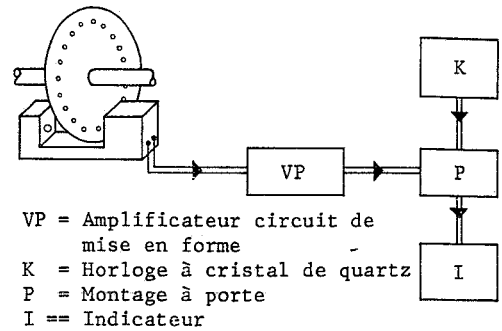 K
VP
P
I
VP = Amplificateur circuit de
mise en forme
K = Horloge à cristal de quartz
P = Montage à porte
I == Indicateur